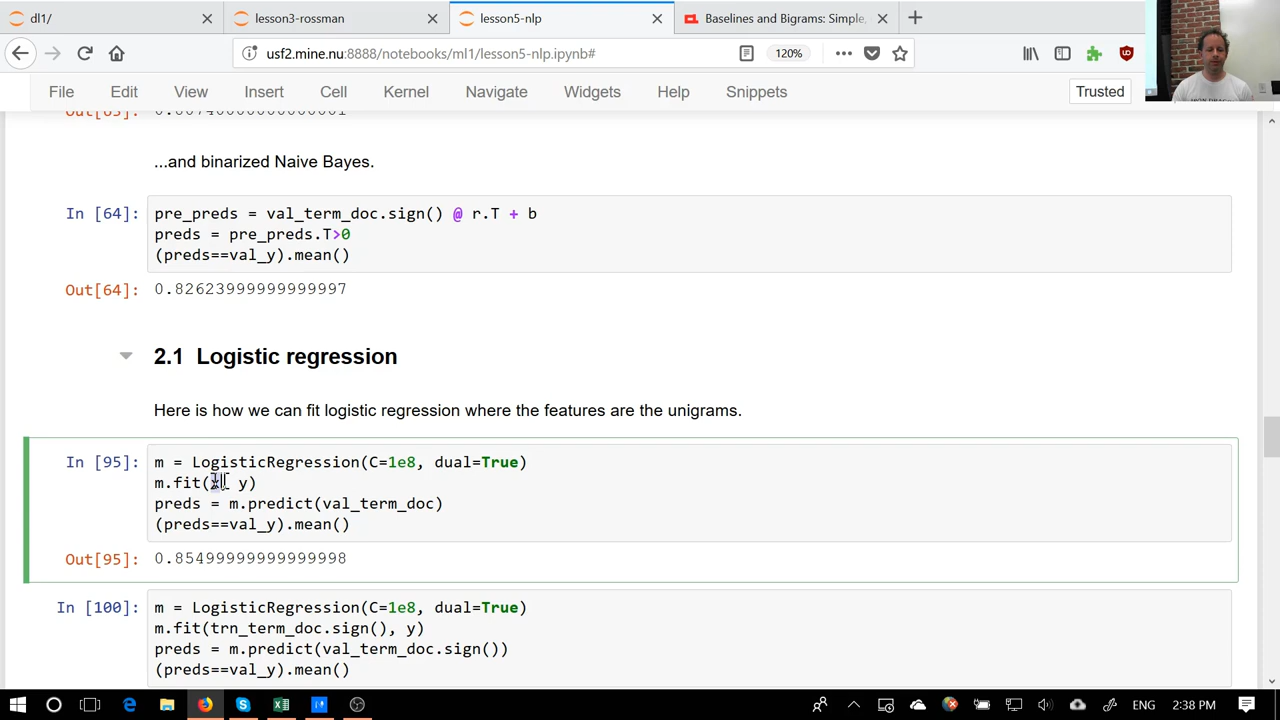 dl1/
lesson3-rossman
lesson5-nlp
Baselines and Bigrams: Simple,
usf2.mine.nu:8888/notebooks/ml1/lesson5-nlp.ipynb#
120%
File Edit View Insert Cell Kernel Navigate Widgets Help Snippets
Trusted
...and binarized Naive Bayes.
In [64]:
pre_preds = val_term_doc.sign() @ r.T + b
preds = pre_preds.T>0
(preds==val_y).mean()
Out[64]: 0.82623999999999997
2.1 Logistic regression
Here is how we can fit logistic regression where the features are the unigrams.
In [95]:
m = LogisticRegression(C=1e8, dual=True)
m.fit( y)
preds = m.predict(val_term_doc)
(preds==val_y).mean()
Out[95]: 0.85499999999999998
In [100]:
m = LogisticRegression(C=1e8, dual=True)
m.fit(trn_term_doc.sign(), y)
preds = m.predict(val_term_doc.sign())
(preds==val_y).mean()
ENG
2:38 PM